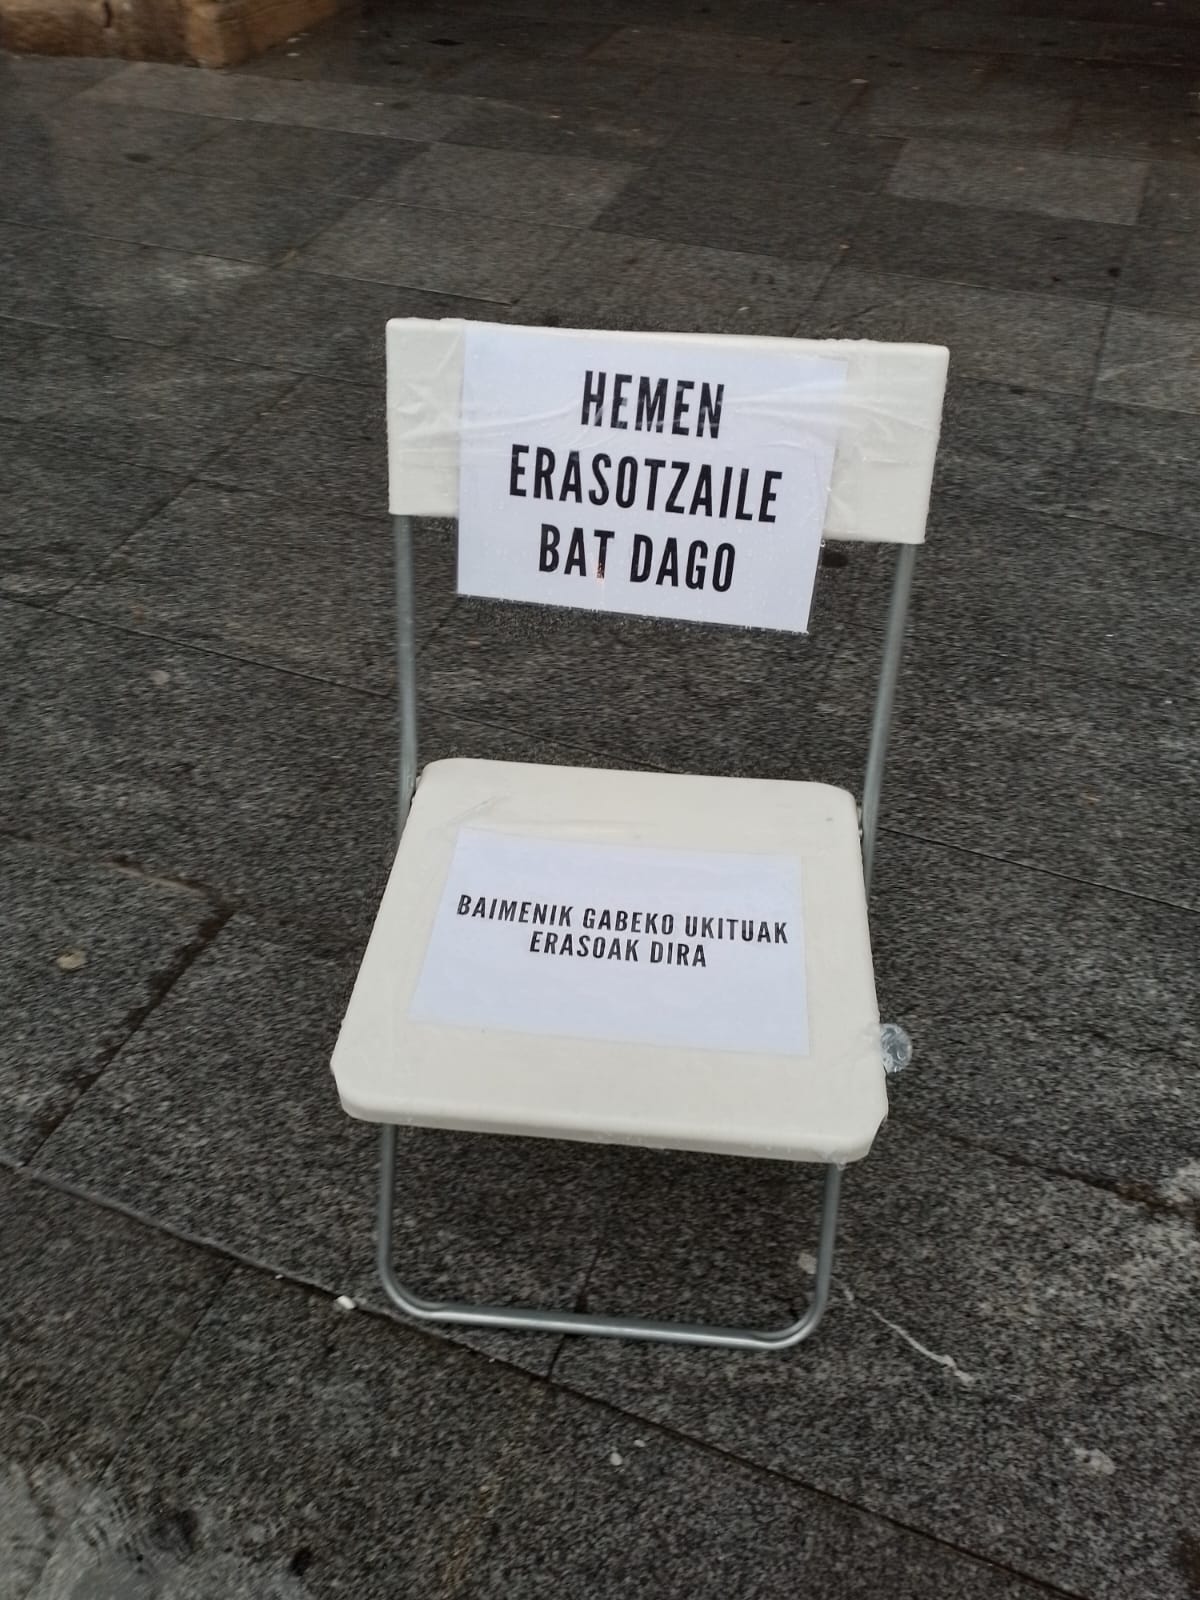 HEMEN
ERASOTZAILE
BAT DAGO
BAIMENIK GABEKO UKITUAK
ERASOAK DIRA